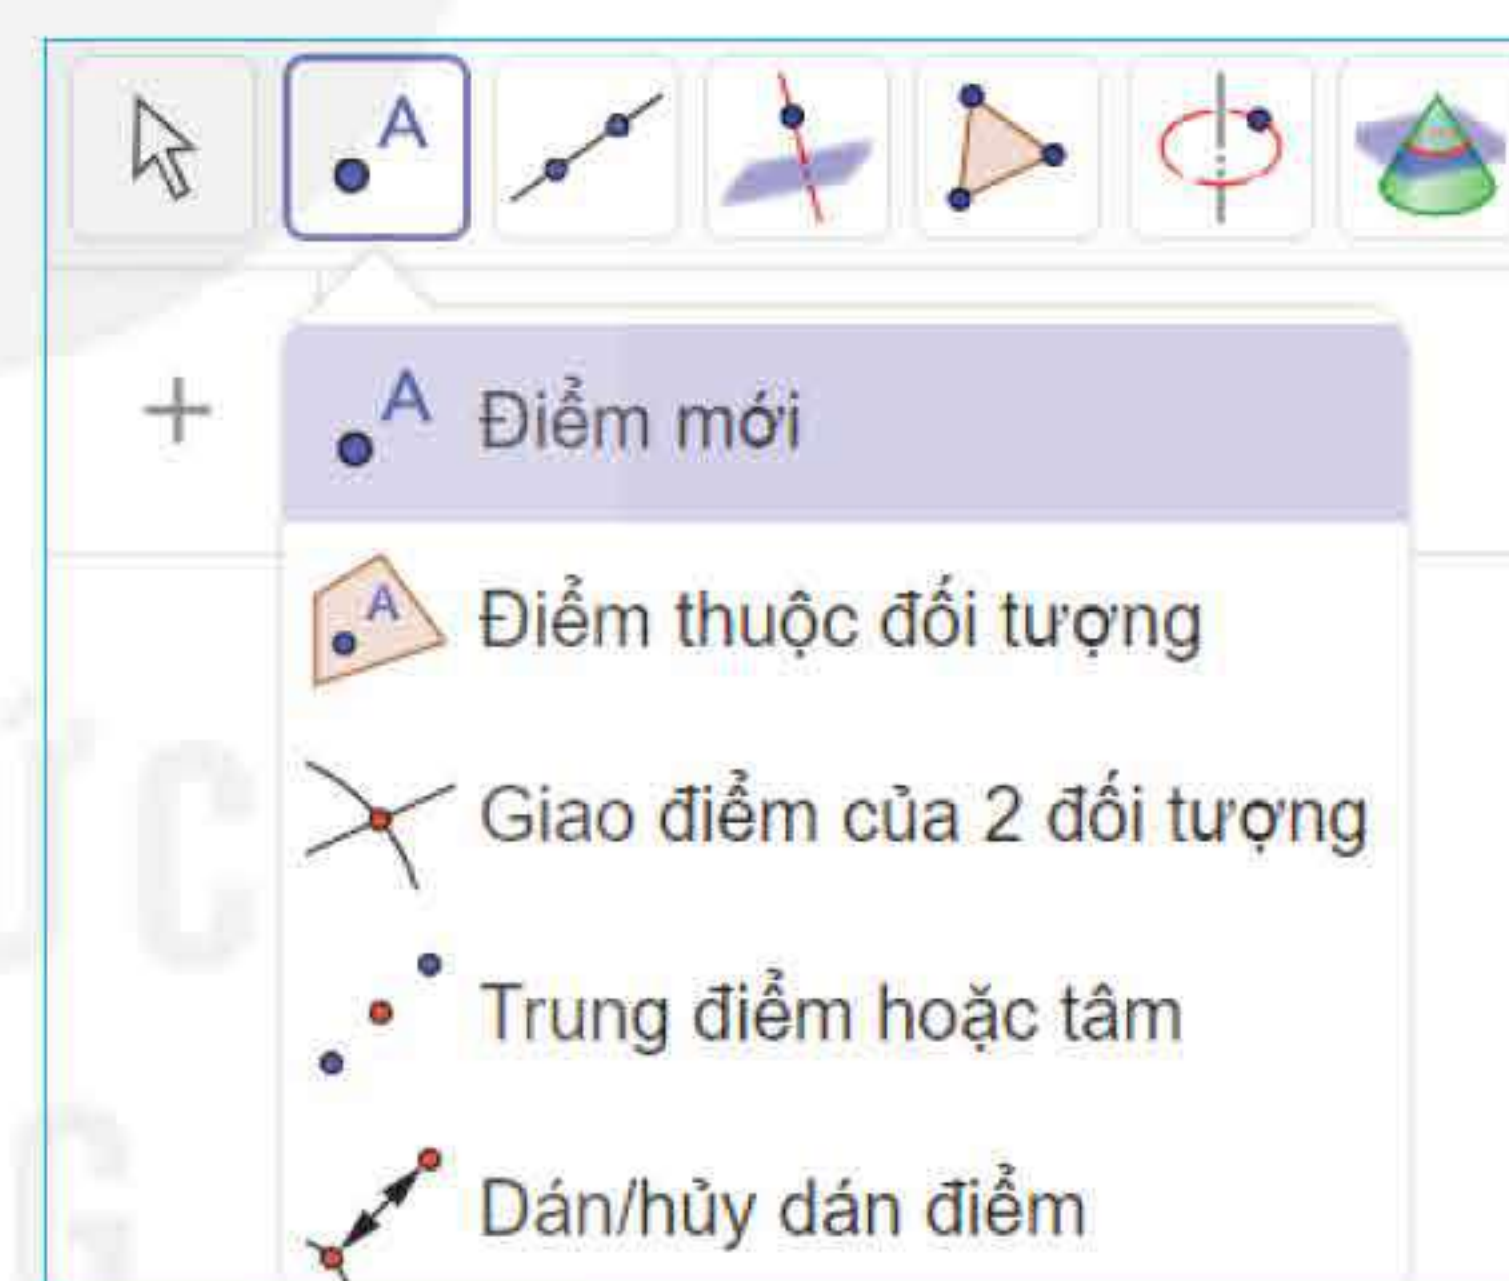 A
A Điểm mới
A Điểm thuộc đối tượng
Giao điểm của 2 đối tượng
Trung điểm hoặc tâm
Dán/hủy dán điểm
ỨC
G